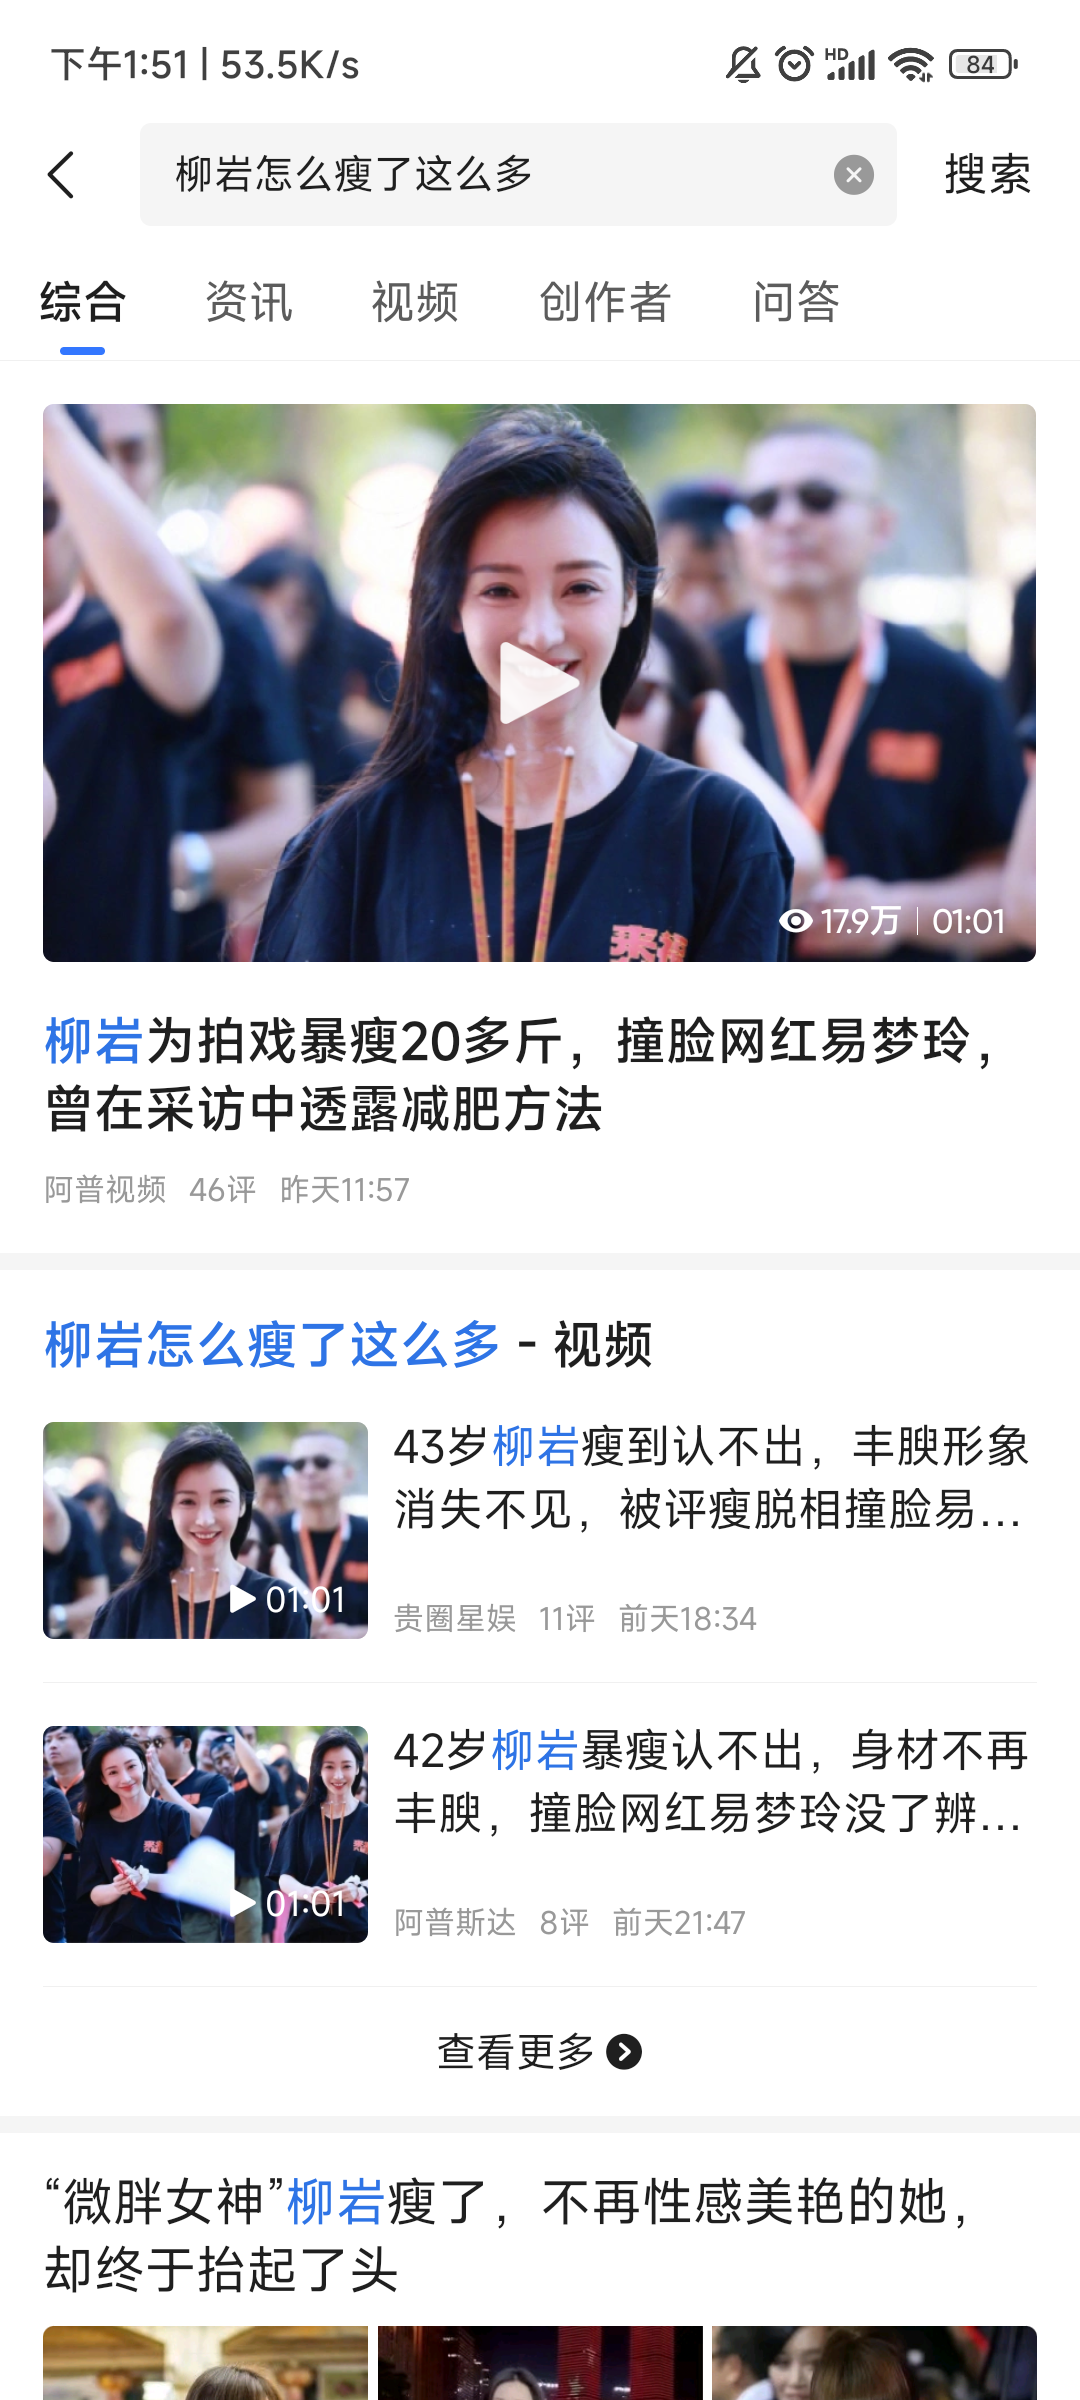 下午1:51 | 53.5K/s
HD
84
柳岩怎么瘦了这么多
搜索
综合 资讯 视频 创作者 问答
来福
17.9万 | 01:01
柳岩为拍戏暴瘦20多斤，撞脸网红易梦玲，
曾在采访中透露减肥方法
阿普视频 46评 昨天11:57
柳岩怎么瘦了这么多 - 视频
43岁柳岩瘦到认不出，丰腴形象
消失不见，被评瘦脱相撞脸易...
01:01
贵圈星娱 11评 前天18:34
42岁柳岩暴瘦认不出，身材不再
丰腴，撞脸网红易梦玲没了辨...
01:01
阿普斯达 8评 前天21:47
查看更多
“微胖女神”柳岩瘦了，不再性感美艳的她，
却终于抬起了头